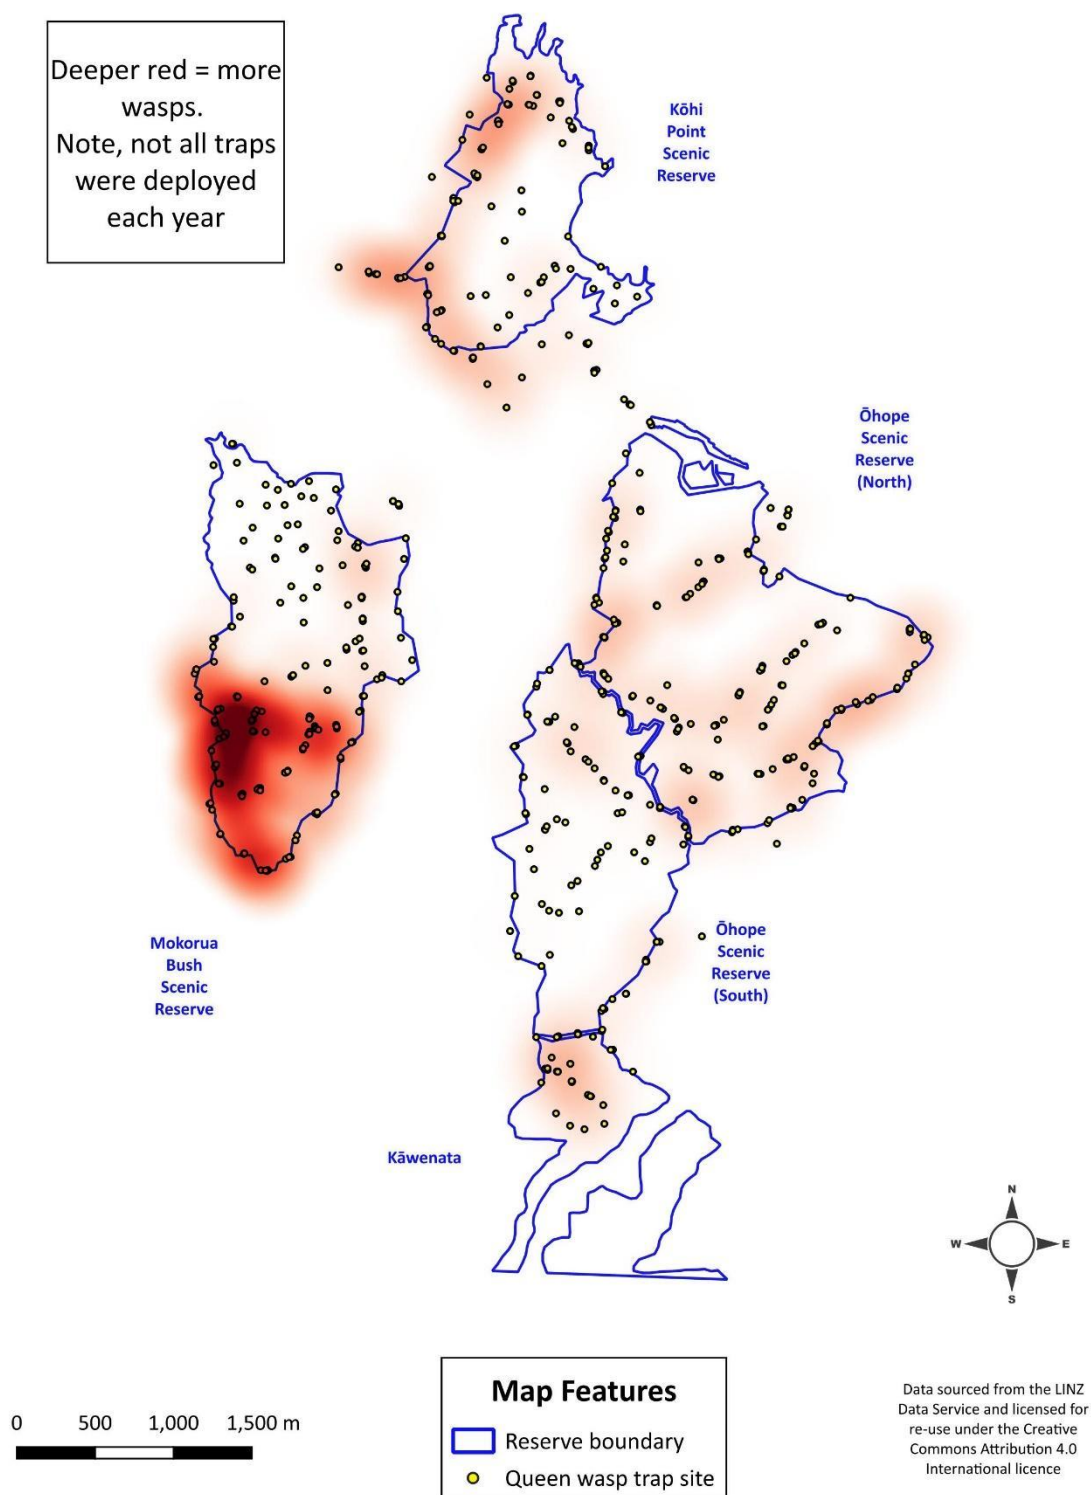 Deeper red = more
wasps.
Note, not all traps
were deployed
each year
Kōhi
Point
Scenic
Reserve
Ōhope
Scenic
Reserve
(North)
Mokorua
Bush
Scenic
Reserve
Ōhope
Scenic
Reserve
(South)
Kāwenata
N
W E
S
0 500 1,000 1,500 m
Map Features
Reserve boundary
Queen wasp trap site
Data sourced from the LINZ
Data Service and licensed for
re-use under the Creative
Commons Attribution 4.0
International licence